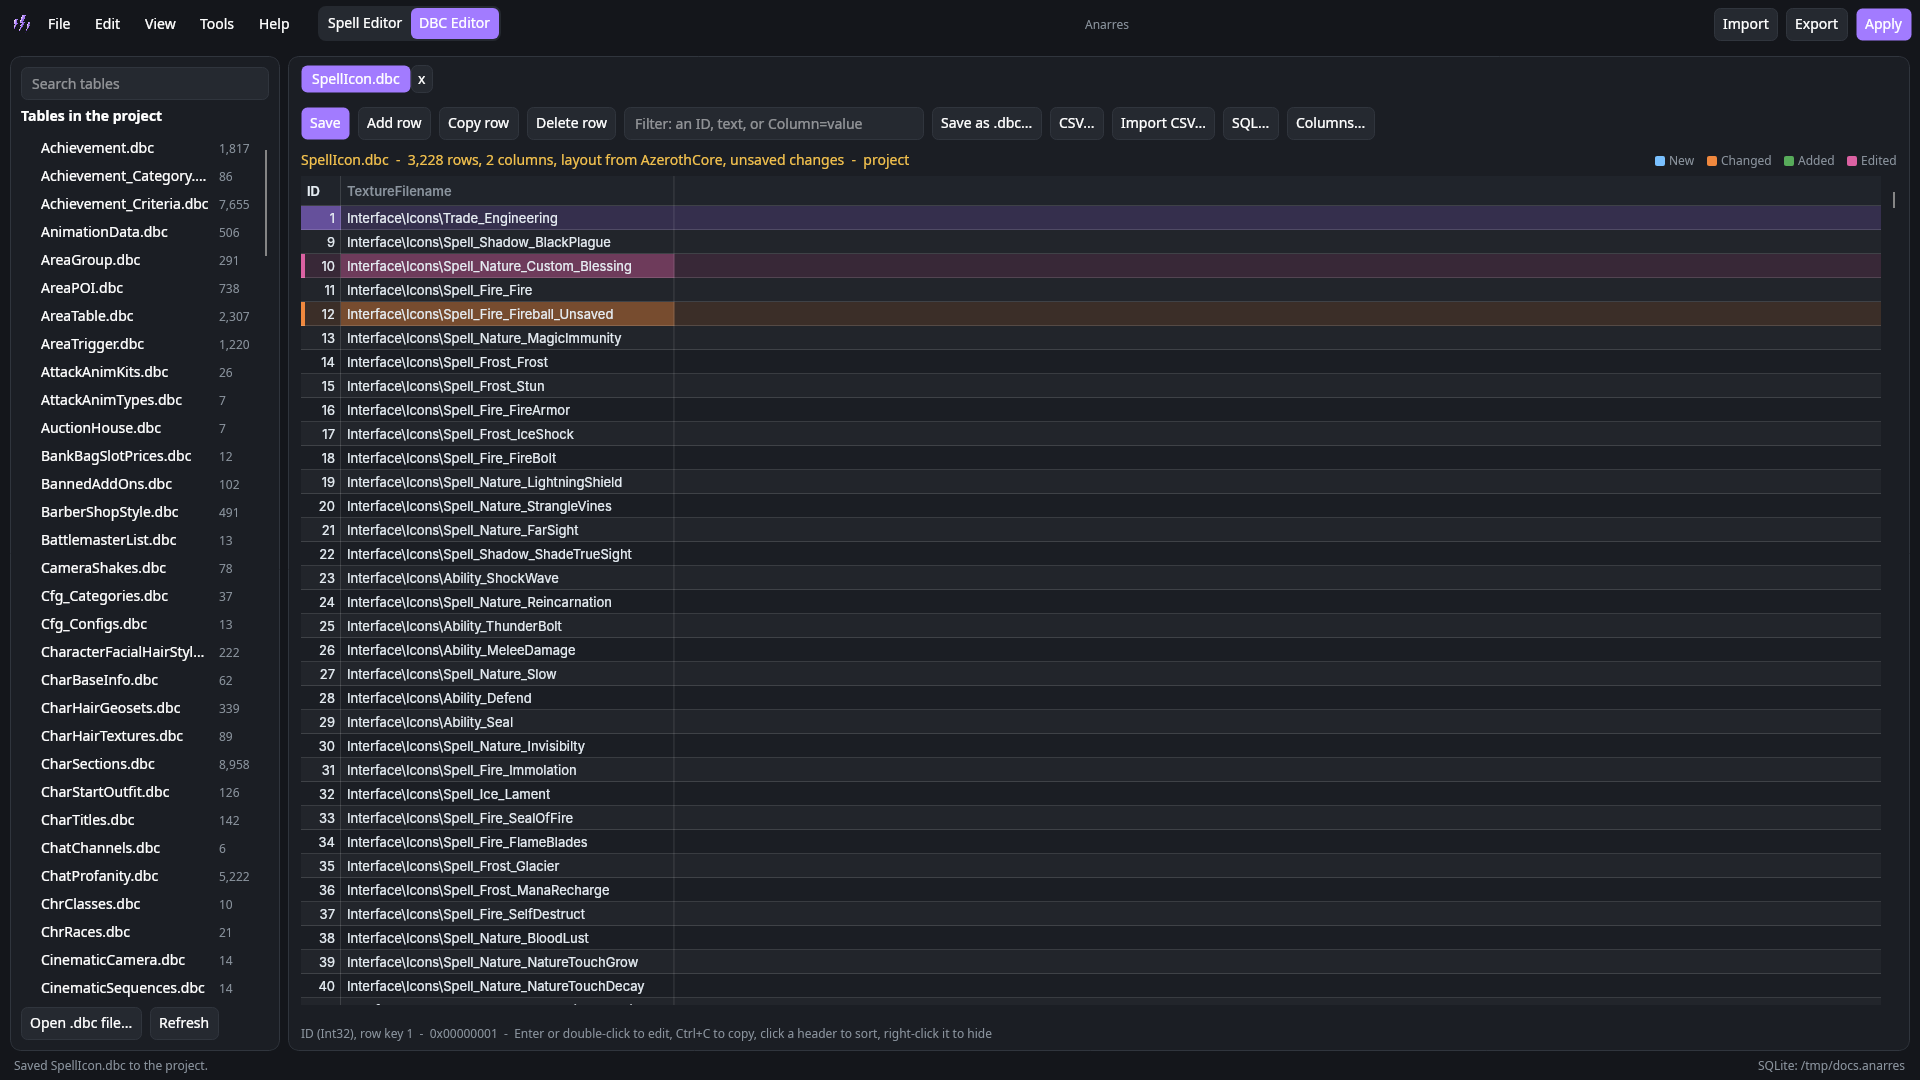 File Edit View Tools Help Spell Editor DBC Editor Anarres Import Export Apply
Search tables
Tables in the project
Achievement.dbc 1,817
Achievement_Category.... 86
Achievement_Criteria.dbc 7,655
AnimationData.dbc 506
AreaGroup.dbc 291
AreaPOI.dbc 738
AreaTable.dbc 2,307
AreaTrigger.dbc 1,220
AttackAnimKits.dbc 26
AttackAnimTypes.dbc 7
AuctionHouse.dbc 7
BankBagSlotPrices.dbc 12
BannedAddOns.dbc 102
BarberShopStyle.dbc 491
BattlemasterList.dbc 13
CameraShakes.dbc 78
Cfg_Categories.dbc 37
Cfg_Configs.dbc 13
CharacterFacialHairStyl... 222
CharBaseInfo.dbc 62
CharHairGeosets.dbc 339
CharHairTextures.dbc 89
CharSections.dbc 8,958
CharStartOutfit.dbc 126
CharTitles.dbc 142
ChatChannels.dbc 6
ChatProfanity.dbc 5,222
ChrClasses.dbc 10
ChrRaces.dbc 21
CinematicCamera.dbc 14
CinematicSequences.dbc 14
Open .dbc file... Refresh
SpellIcon.dbc x
Save Add row Copy row Delete row Filter: an ID, text, or Column=value Save as .dbc... CSV... Import CSV... SQL... Columns...
SpellIcon.dbc - 3,228 rows, 2 columns, layout from AzerothCore, unsaved changes - project New Changed Added Edited
ID TextureFilename
1 Interface\Icons\Trade_Engineering
9 Interface\Icons\Spell_Shadow_BlackPlague
10 Interface\Icons\Spell_Nature_Custom_Blessing
11 Interface\Icons\Spell_Fire_Fire
12 Interface\Icons\Spell_Fire_Fireball_Unsaved
13 Interface\Icons\Spell_Nature_MagicImmunity
14 Interface\Icons\Spell_Frost_Frost
15 Interface\Icons\Spell_Frost_Stun
16 Interface\Icons\Spell_Fire_FireArmor
17 Interface\Icons\Spell_Frost_IceShock
18 Interface\Icons\Spell_Fire_FireBolt
19 Interface\Icons\Spell_Nature_LightningShield
20 Interface\Icons\Spell_Nature_StrangleVines
21 Interface\Icons\Spell_Nature_FarSight
22 Interface\Icons\Spell_Shadow_ShadeTrueSight
23 Interface\Icons\Ability_ShockWave
24 Interface\Icons\Spell_Nature_Reincarnation
25 Interface\Icons\Ability_ThunderBolt
26 Interface\Icons\Ability_MeleeDamage
27 Interface\Icons\Spell_Nature_Slow
28 Interface\Icons\Ability_Defend
29 Interface\Icons\Ability_Seal
30 Interface\Icons\Spell_Nature_Invisibilty
31 Interface\Icons\Spell_Fire_Immolation
32 Interface\Icons\Spell_Ice_Lament
33 Interface\Icons\Spell_Fire_SealOfFire
34 Interface\Icons\Spell_Fire_FlameBlades
35 Interface\Icons\Spell_Frost_Glacier
36 Interface\Icons\Spell_Frost_ManaRecharge
37 Interface\Icons\Spell_Fire_SelfDestruct
38 Interface\Icons\Spell_Nature_BloodLust
39 Interface\Icons\Spell_Nature_NatureTouchGrow
40 Interface\Icons\Spell_Nature_NatureTouchDecay
ID (Int32), row key 1 - 0x00000001 - Enter or double-click to edit, Ctrl+C to copy, click a header to sort, right-click it to hide
Saved SpellIcon.dbc to the project. SQLite: /tmp/docs.anarres